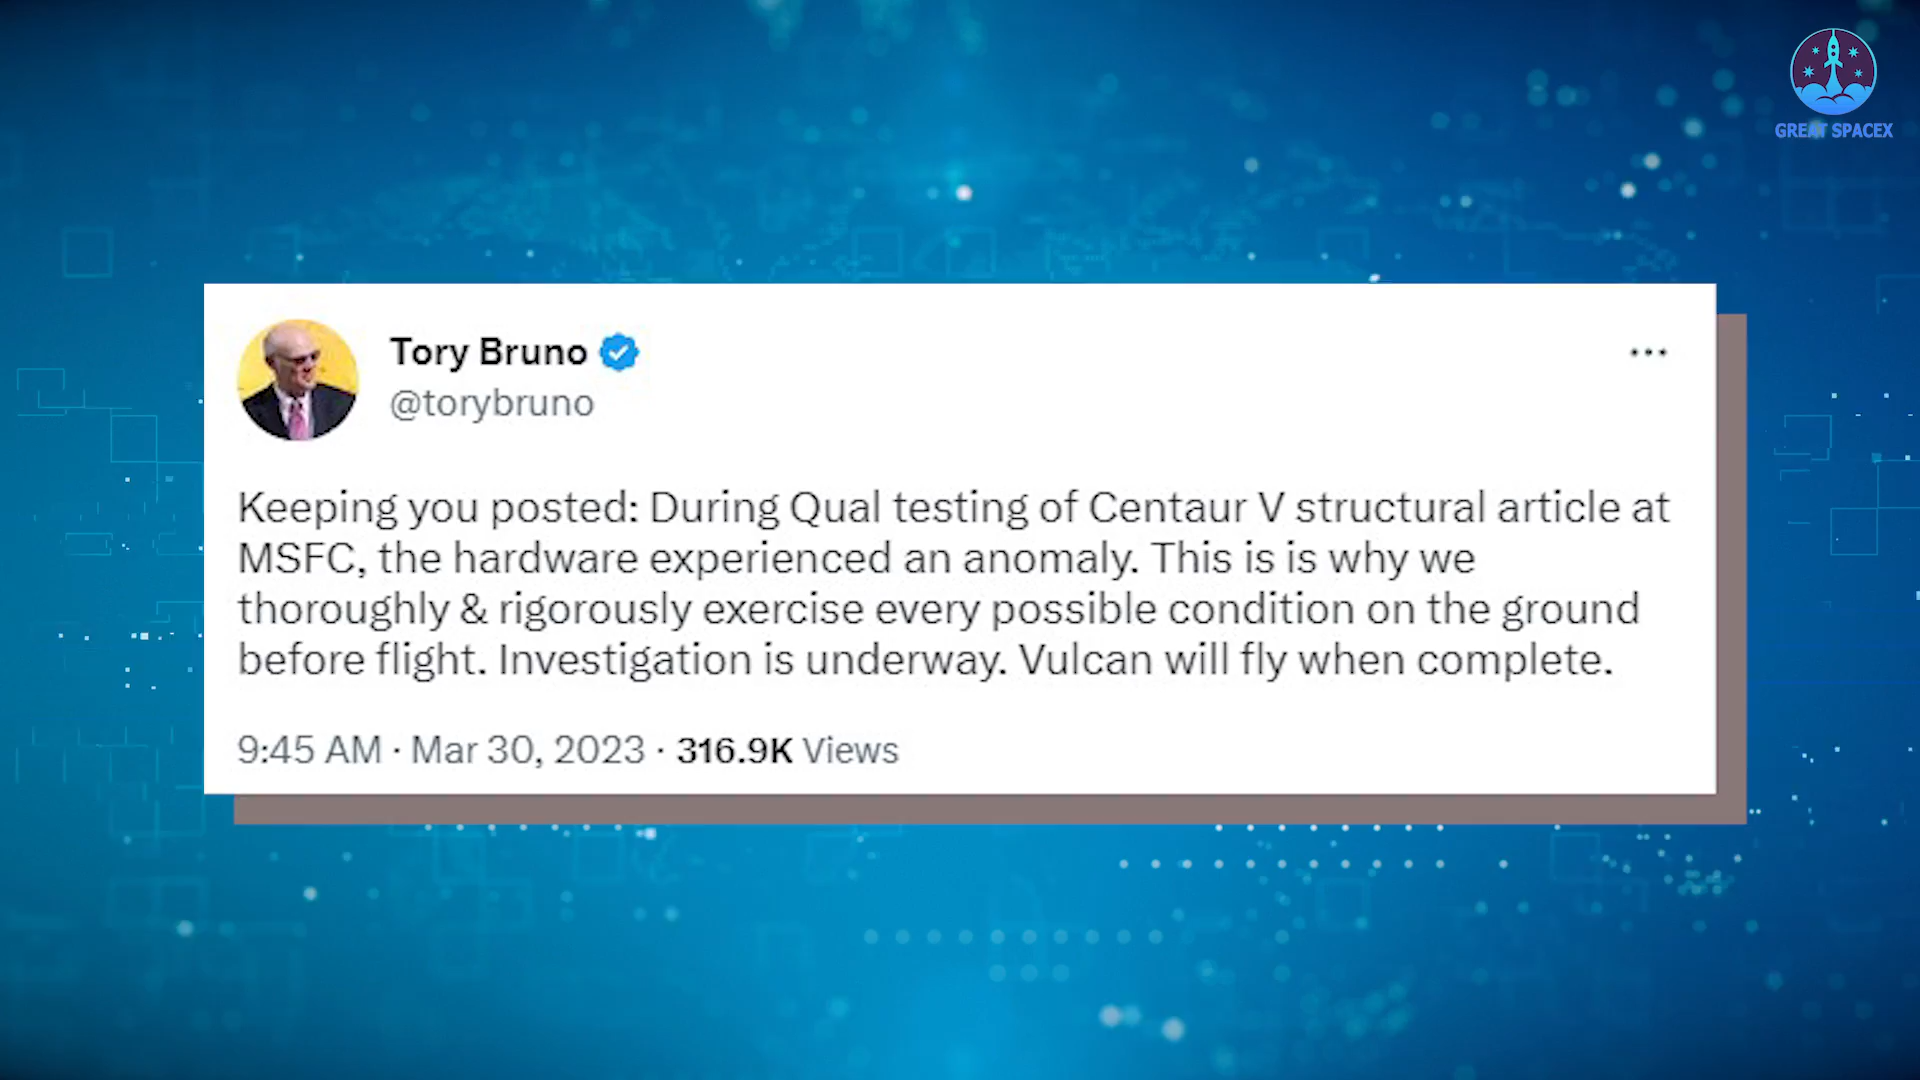 GREAT SPACEX
Tory Bruno
@torybruno
Keeping you posted: During Qual testing of Centaur V structural article at
MSFC, the hardware experienced an anomaly. This is is why we
thoroughly & rigorously exercise every possible condition on the ground
before flight. Investigation is underway. Vulcan will fly when complete.
9:45 AM · Mar 30, 2023 · 316.9K Views